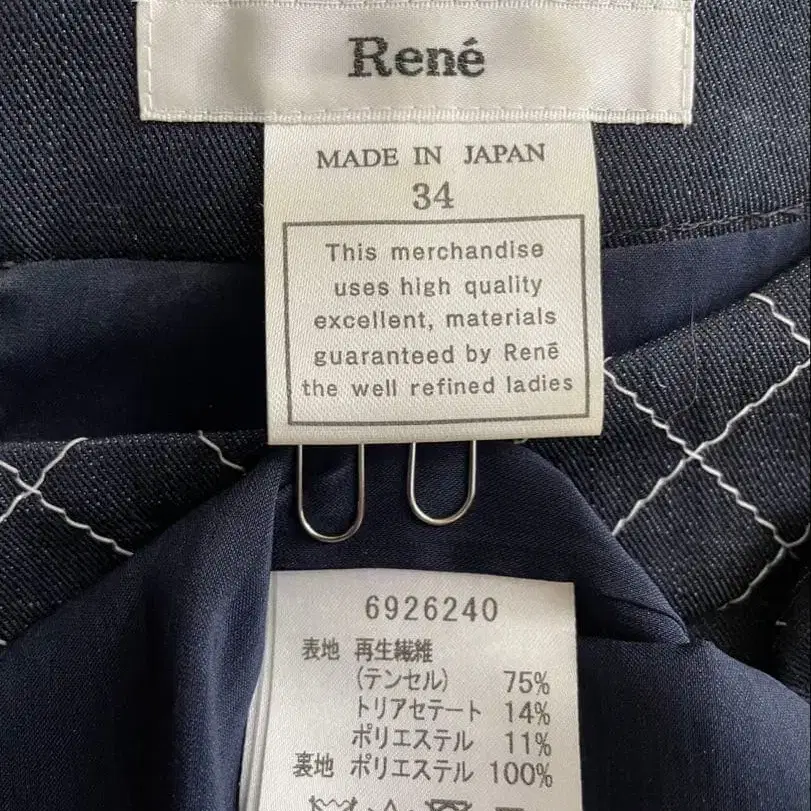 René
MADE IN JAPAN
34
This merchandise
uses high quality
excellent, materials
guaranteed by René
the well refined ladies
6926240
表地 再生繊維
(テンセル) 75%
トリアセテート 14%
ポリエステル 11%
裏地 ポリエステル 100%